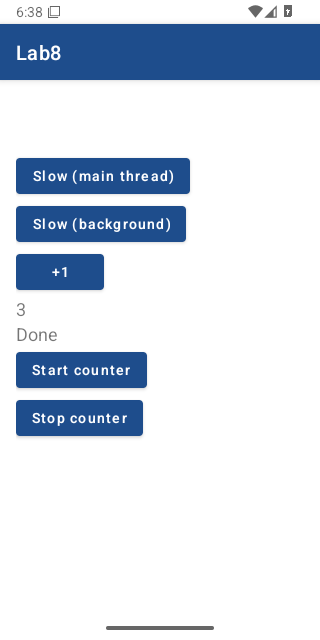 6:38
Lab8
Slow (main thread)
Slow (background)
+1
3
Done
Start counter
Stop counter